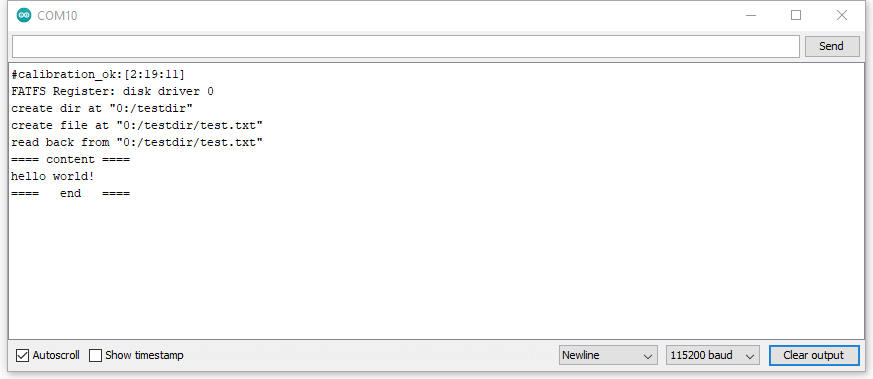 COM10
Send
#calibration_ok:[2:19:11]
FATFS Register: disk driver 0
create dir at "0:/testdir"
create file at "0:/testdir/test.txt"
read back from "0:/testdir/test.txt"
==== content ====
hello world!
====   end   ====
Autoscroll Show timestamp Newline 115200 baud Clear output